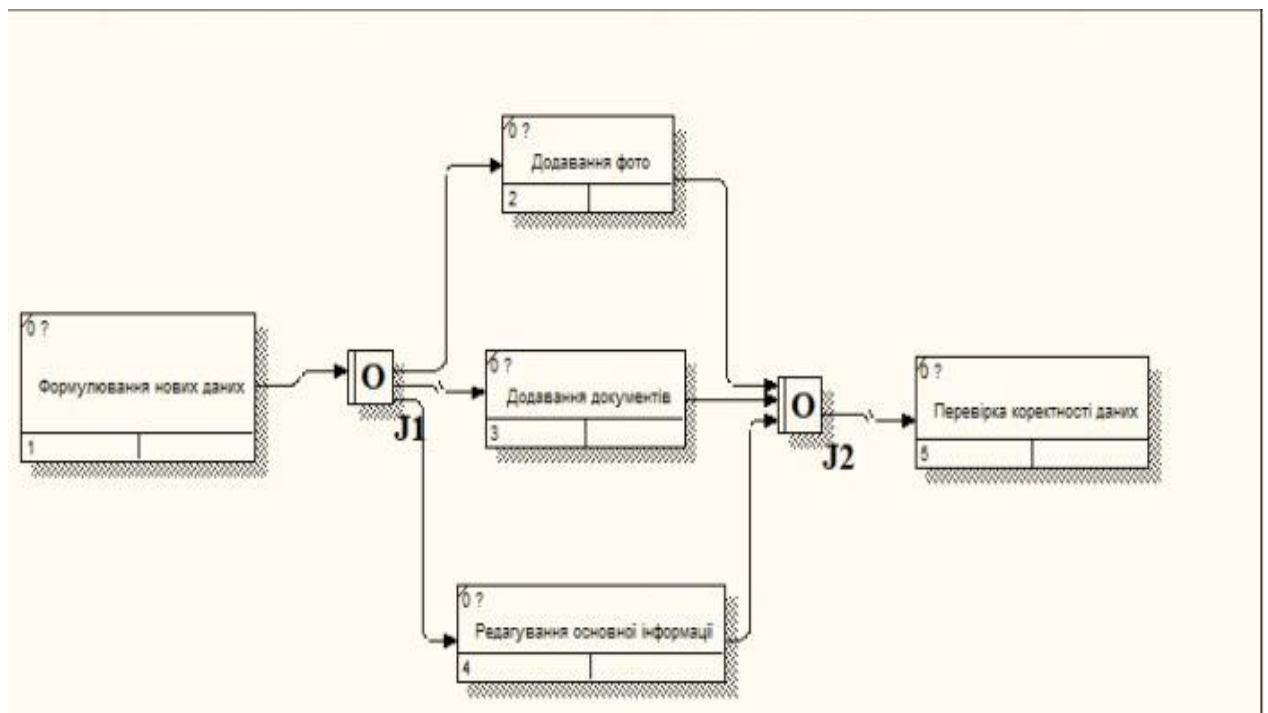 0 ?
Додавання фото
2
0 ?
Формулювання нових даних
1
О
J1
0 ?
Додавання документів
3
О
J2
0 ?
Перевірка коректності даних
5
0 ?
Редагування основної інформації
4